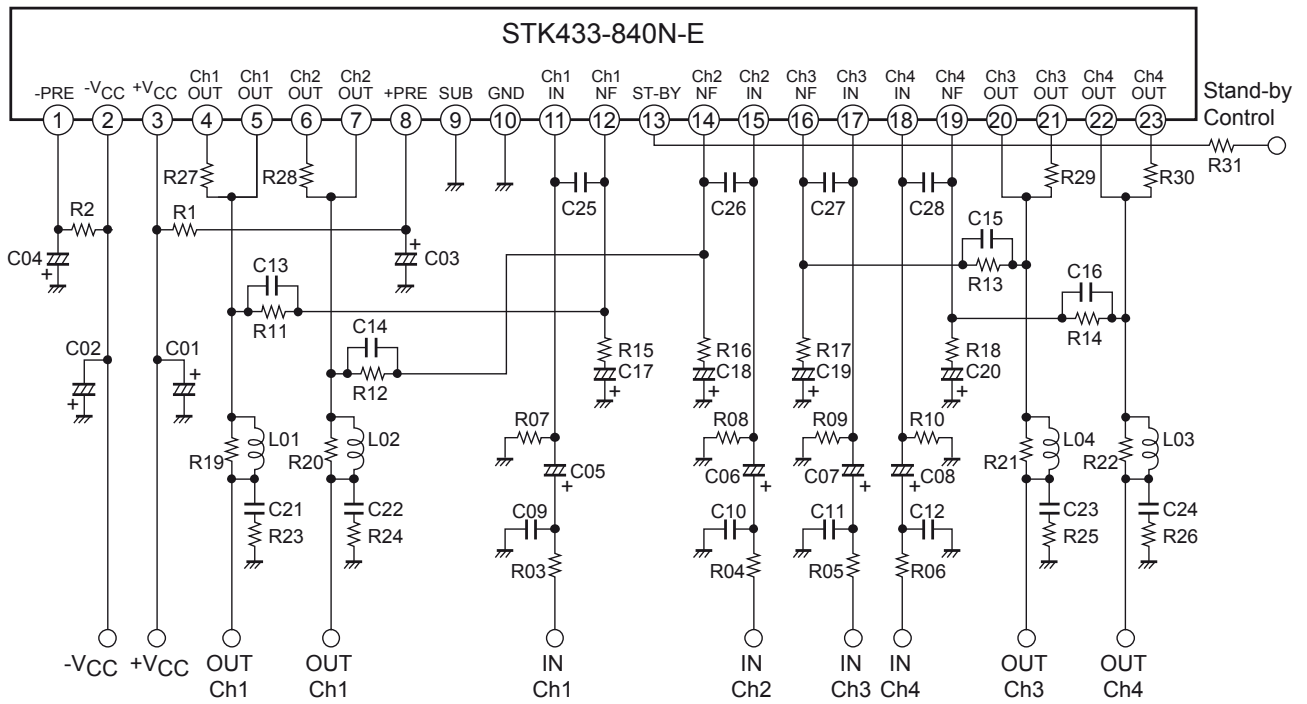 STK433-840N-E
-PRE -VCC +VCC Ch1 OUT Ch1 OUT Ch2 OUT Ch2 OUT +PRE SUB GND Ch1 IN Ch1 NF ST-BY Ch2 NF Ch2 IN Ch3 NF Ch3 IN Ch4 IN Ch4 NF Ch3 OUT Ch3 OUT Ch4 OUT Ch4 OUT
Stand-by
Control
1 2 3 4 5 6 7 8 9 10 11 12 13 14 15 16 17 18 19 20 21 22 23
R31
R27 R28 R29 R30
C25 C26 C27 C28
R2 R1 C15
C04 + + C03
R13
C13 C16
R11 R14
C02 C01 C14 R15 R16 R17 R18
+ + R12 C17 C18 C19 C20
+ + + +
R07 R08 R09 R10
L01 L02 L04 L03
R19 R20 C05 C06 C07 C08 R21 R22
+ + + +
C21 C22 C09 C10 C11 C12 C23 C24
R23 R24 R25 R26
R03 R04 R05 R06
-VCC +VCC OUT OUT IN IN IN IN OUT OUT
Ch1 Ch1 Ch1 Ch2 Ch3 Ch4 Ch3 Ch4